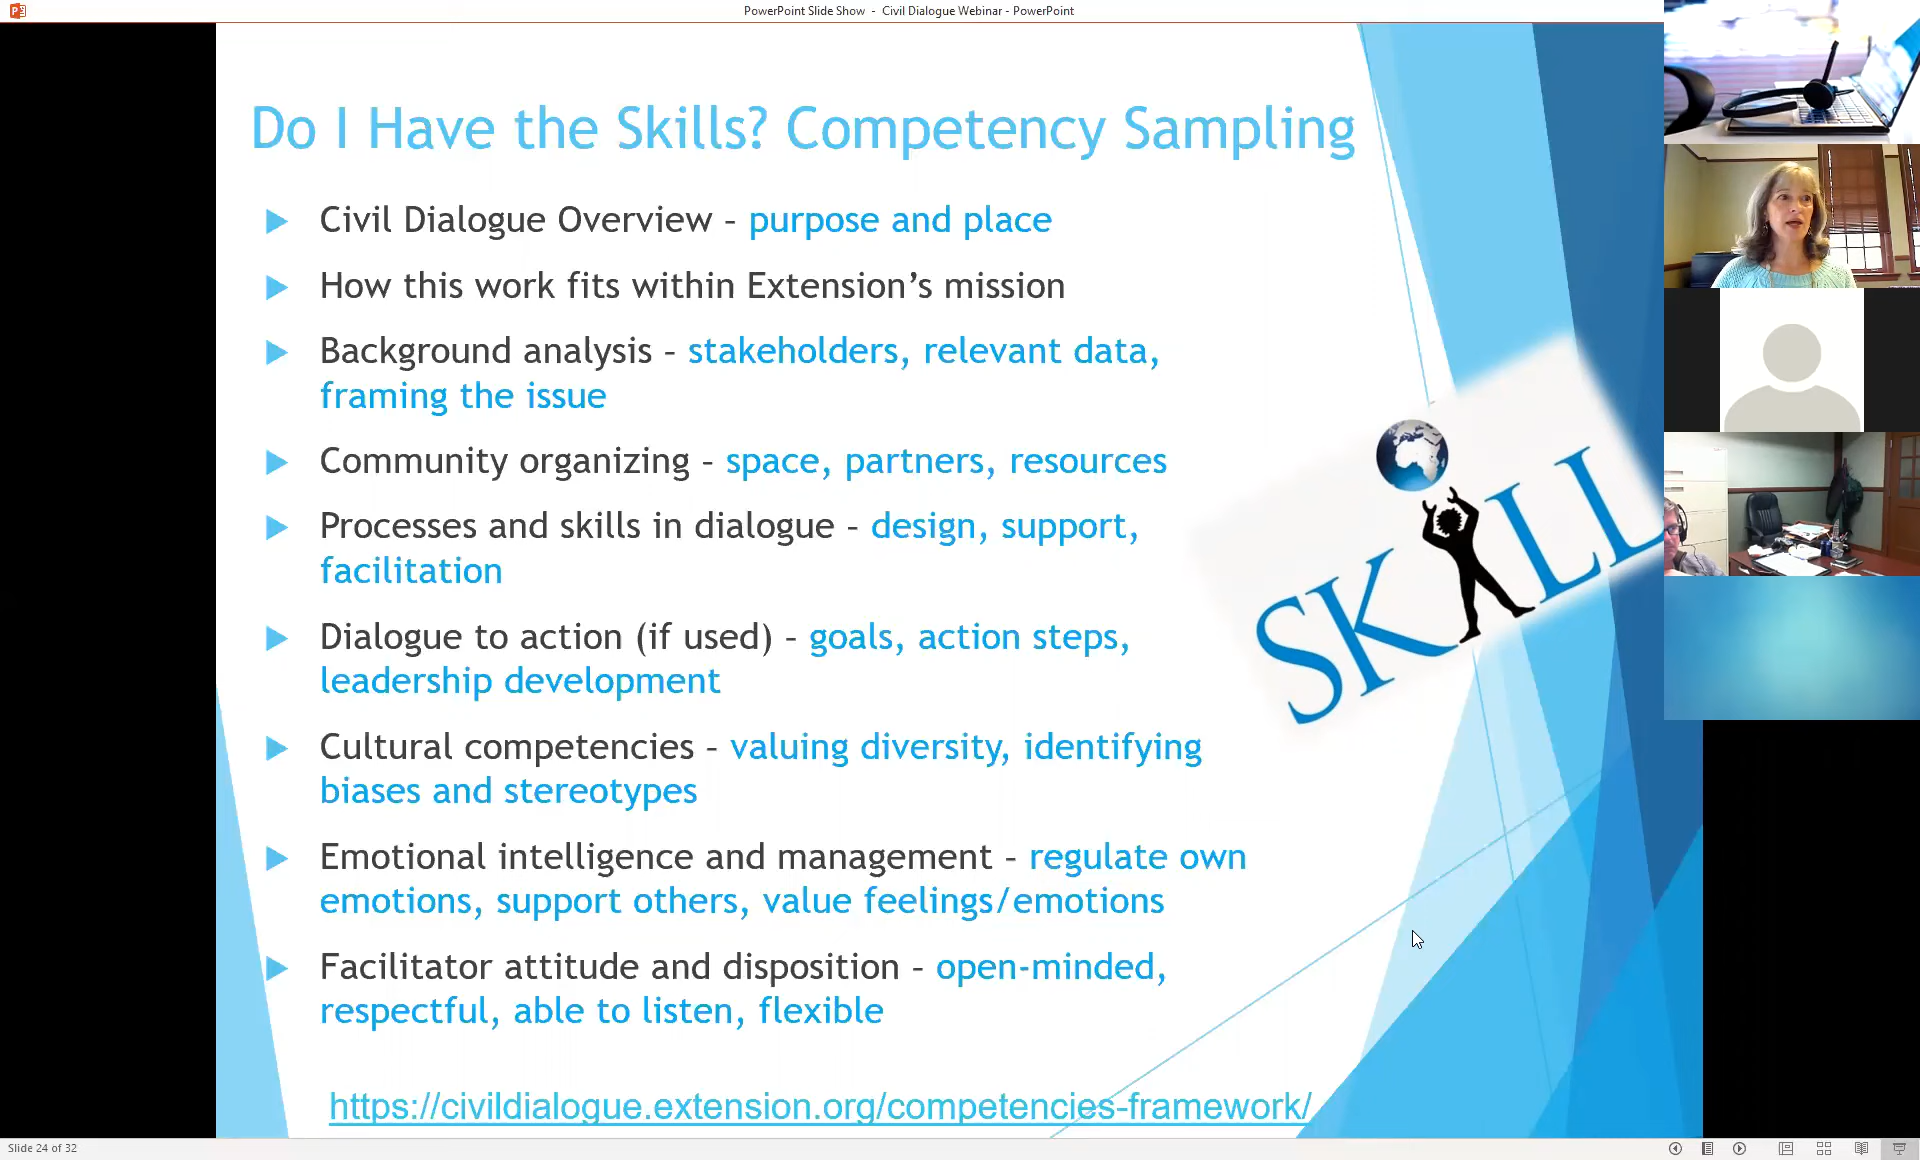 PowerPoint Slide Show - Civil Dialogue Webinar - PowerPoint
Do I Have the Skills? Competency Sampling
Civil Dialogue Overview – purpose and place
How this work fits within Extension’s mission
Background analysis – stakeholders, relevant data,
framing the issue
Community organizing – space, partners, resources
Processes and skills in dialogue – design, support,
facilitation
Dialogue to action (if used) – goals, action steps,
leadership development
Cultural competencies – valuing diversity, identifying
biases and stereotypes
Emotional intelligence and management – regulate own
emotions, support others, value feelings/emotions
Facilitator attitude and disposition – open-minded,
respectful, able to listen, flexible
SKILL
https://civildialogue.extension.org/competencies-framework/
Slide 24 of 32